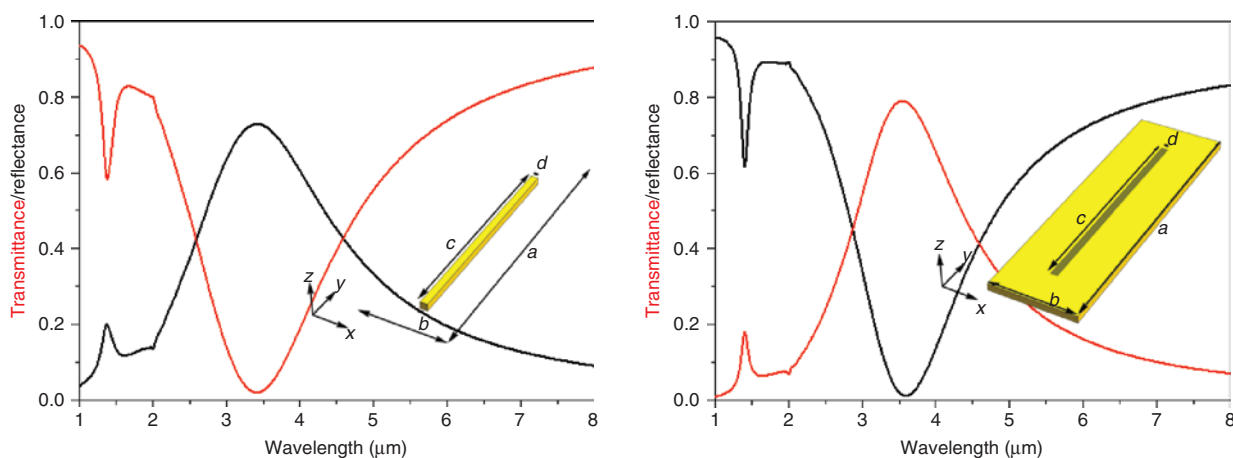 1.0
0.8
0.6
0.4
0.2
0.0
Transmittance/reflectance
1 2 3 4 5 6 7 8
Wavelength (μm)
d
c
a
b
z
y
x
1.0
0.8
0.6
0.4
0.2
0.0
Transmittance/reflectance
1 2 3 4 5 6 7 8
Wavelength (μm)
d
c
a
b
z
y
x